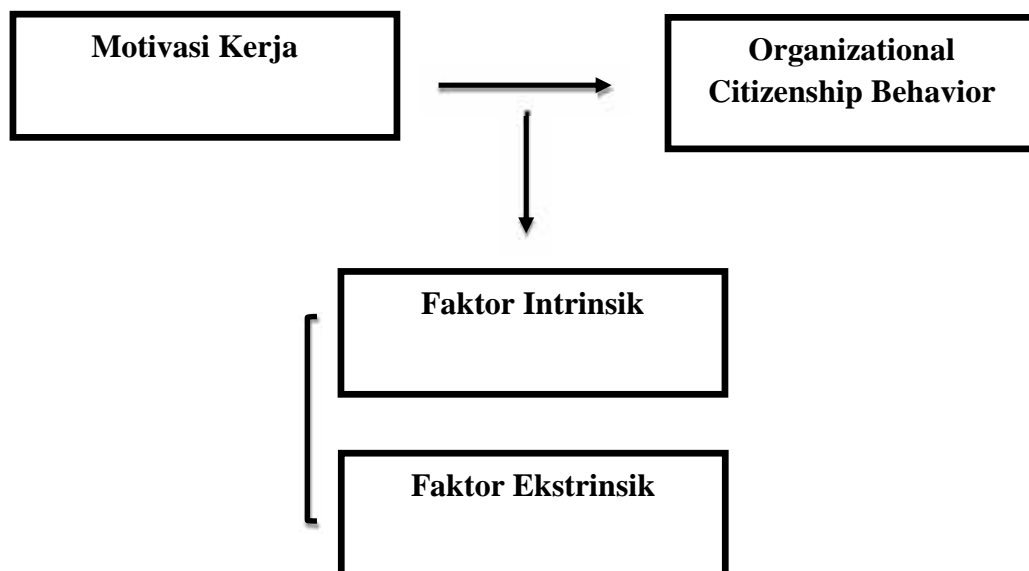 Motivasi Kerja
Organizational
Citizenship Behavior
Faktor Intrinsik
Faktor Ekstrinsik